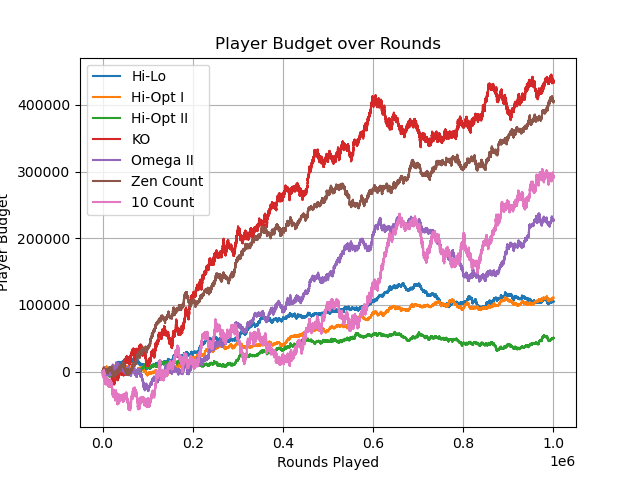 Player Budget over Rounds
Hi-Lo
Hi-Opt I
Hi-Opt II
KO
Omega II
Zen Count
10 Count
400000
300000
200000
100000
0
Player Budget
0.0 0.2 0.4 0.6 0.8 1.0
1e6
Rounds Played